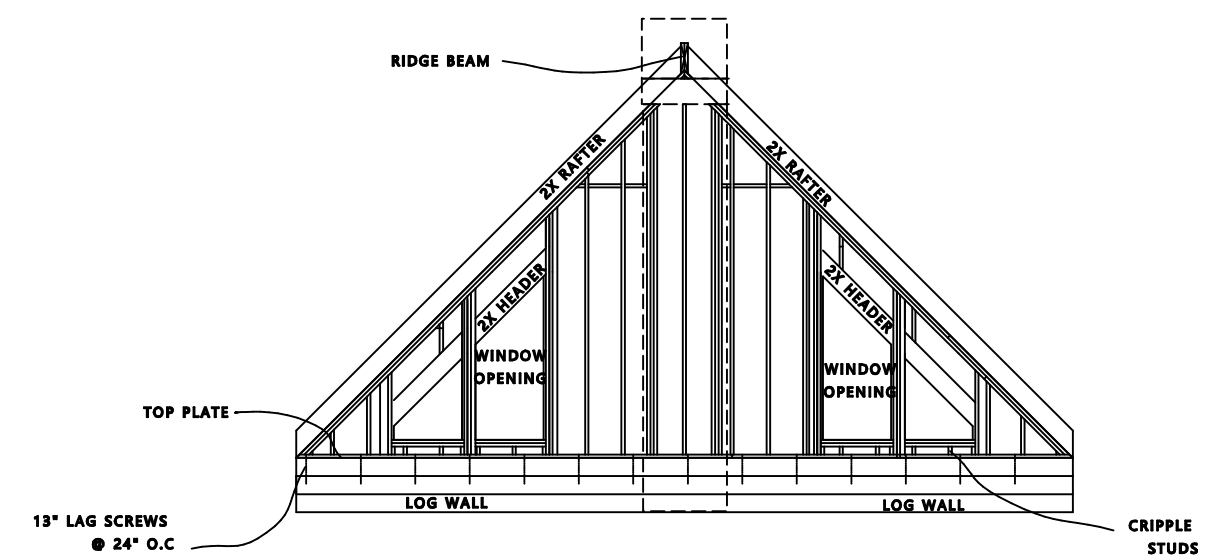 RIDGE BEAM
2X RAFTER
2X RAFTER
2X HEADER
2X HEADER
WINDOW
OPENING
WINDOW
OPENING
TOP PLATE
LOG WALL
LOG WALL
13" LAG SCREWS
@ 24" O.C
CRIPPLE
STUDS